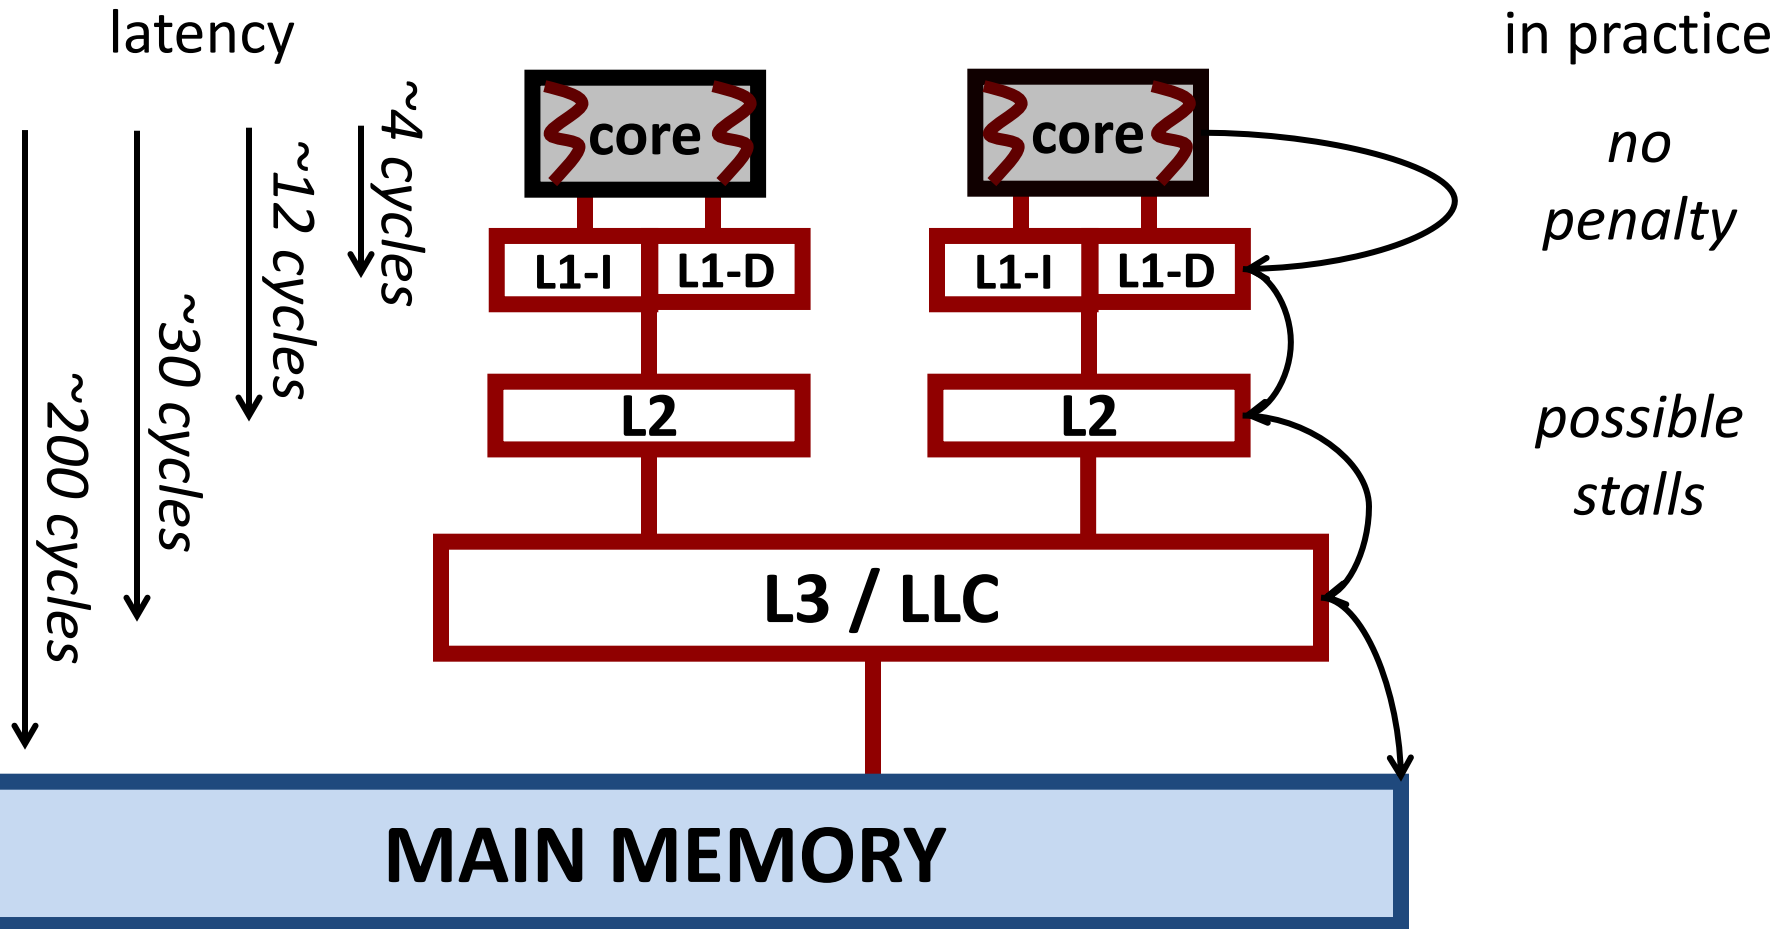 latency
in practice
~4 cycles
~12 cycles
~30 cycles
~200 cycles
core
core
no
penalty
L1-I
L1-D
L1-I
L1-D
L2
L2
possible
stalls
L3 / LLC
MAIN MEMORY